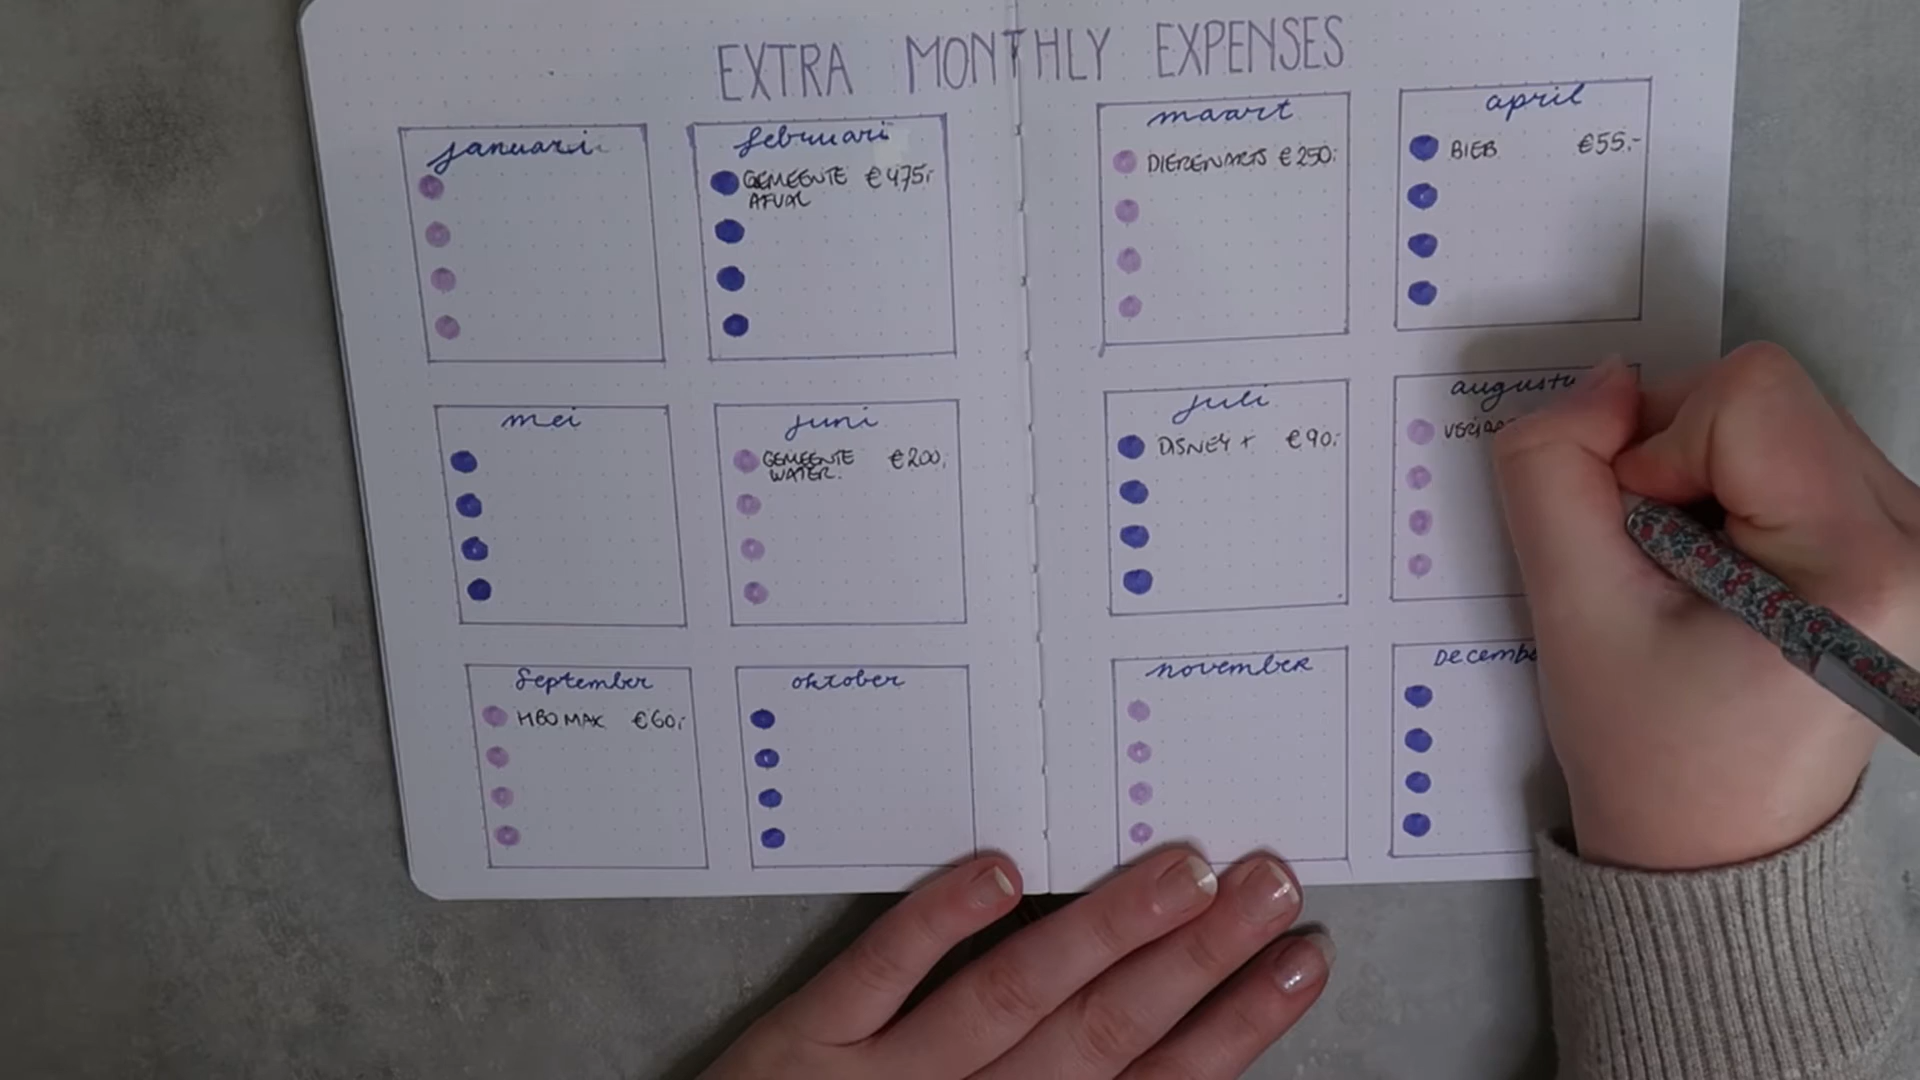 EXTRA MONTHLY EXPENSES
januari
februari
GEMEENTE €475,-
AFVAL
maart
DIERENARTS €250,-
april
BIEB €55,-
mei
juni
GEMEENTE €200,
WATER.
juli
DISNEY+ €90,-
augustu
september
HBO MAX €60,-
oktober
november